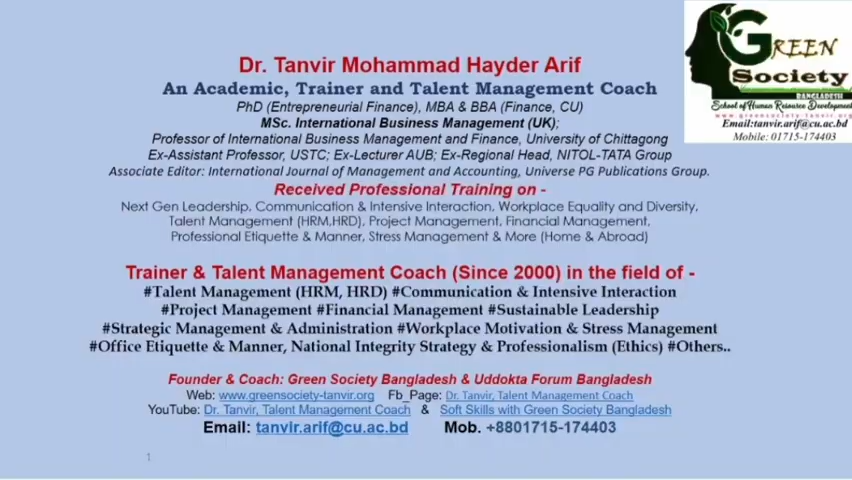 Dr. Tanvir Mohammad Hayder Arif
An Academic, Trainer and Talent Management Coach
PhD (Entrepreneurial Finance), MBA & BBA (Finance, CU)
MSc. International Business Management (UK);
Professor of International Business Management and Finance, University of Chittagong
Ex-Assistant Professor, USTC; Ex-Lecturer AUB; Ex-Regional Head, NITOL-TATA Group
Associate Editor: International Journal of Management and Accounting, Universe PG Publications Group.
Received Professional Training on -
Next Gen Leadership, Communication & Intensive Interaction, Workplace Equality and Diversity,
Talent Management (HRM,HRD), Project Management, Financial Management,
Professional Etiquette & Manner, Stress Management & More (Home & Abroad)
Trainer & Talent Management Coach (Since 2000) in the field of -
#Talent Management (HRM, HRD) #Communication & Intensive Interaction
#Project Management #Financial Management #Sustainable Leadership
#Strategic Management & Administration #Workplace Motivation & Stress Management
#Office Etiquette & Manner, National Integrity Strategy & Professionalism (Ethics) #Others..
Founder & Coach: Green Society Bangladesh & Uddokta Forum Bangladesh
Web: www.greensociety-tanvir.org Fb_Page: Dr. Tanvir, Talent Management Coach
YouTube: Dr. Tanvir, Talent Management Coach & Soft Skills with Green Society Bangladesh
Email: tanvir.arif@cu.ac.bd Mob. +8801715-174403
1
GREEN
Society
BANGLADESH
School of Human Resource Development
www.greensociety-tanvir.org
Email:tanvir.arif@cu.ac.bd
Mobile: 01715-174403